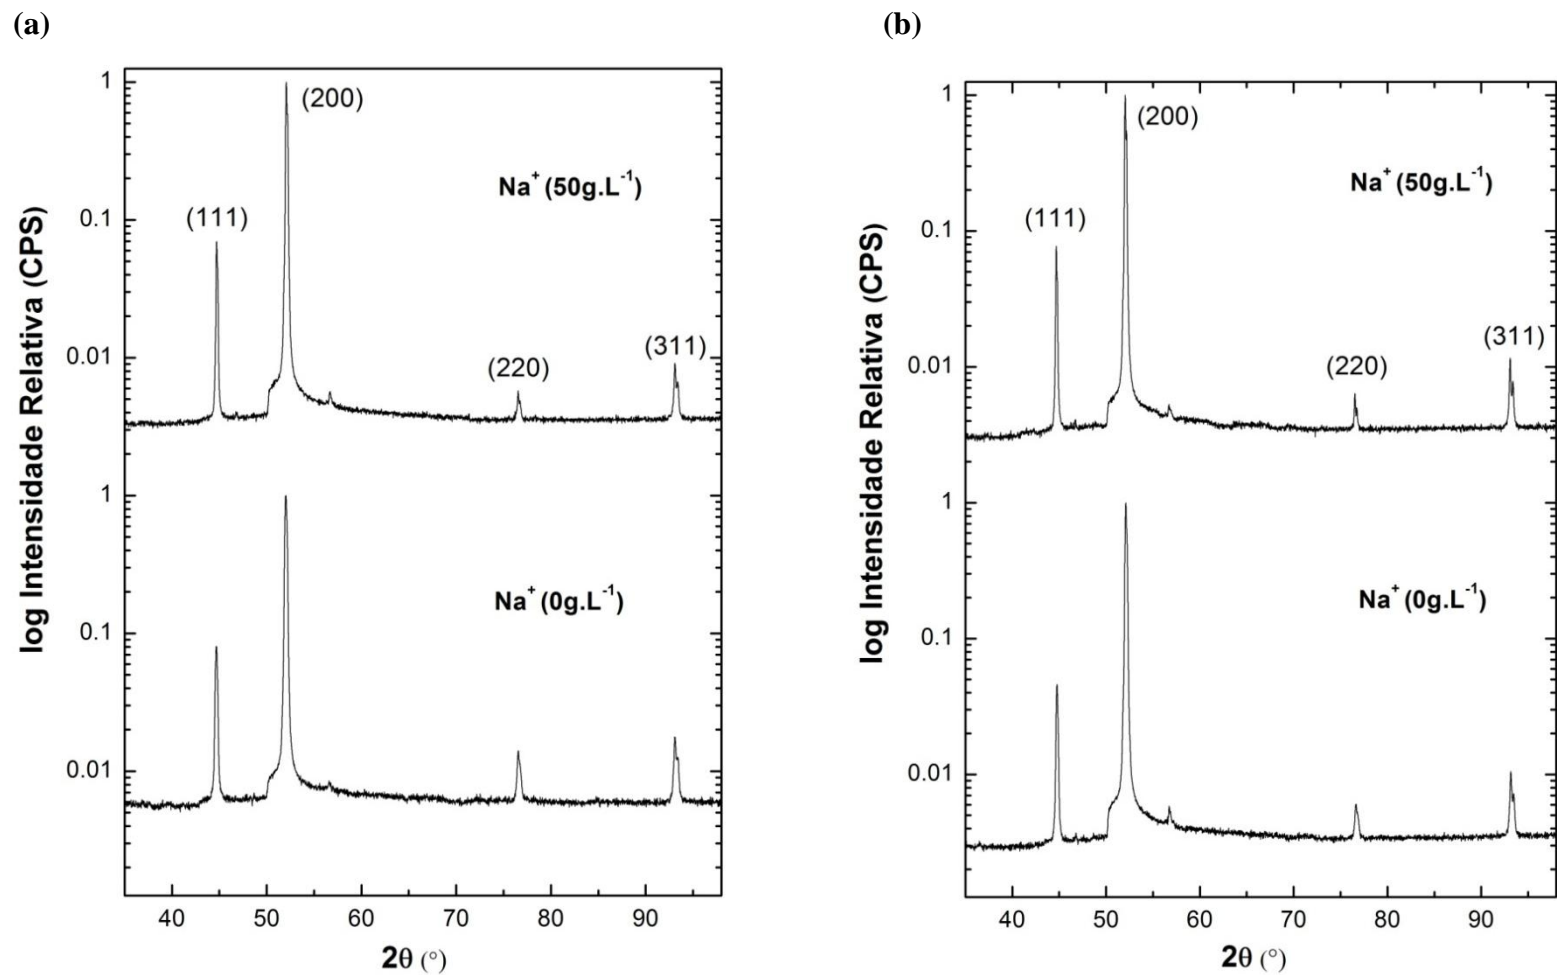 (a)
log Intensidade Relativa (CPS)
1
0.1
0.01
1
0.1
0.01
(111)
(200)
(220)
(311)
Na+ (50g.L-1)
Na+ (0g.L-1)
40 50 60 70 80 90
2θ (°)
(b)
log Intensidade Relativa (CPS)
1
0.1
0.01
1
0.1
0.01
(111)
(200)
(220)
(311)
Na+ (50g.L-1)
Na+ (0g.L-1)
40 50 60 70 80 90
2θ (°)